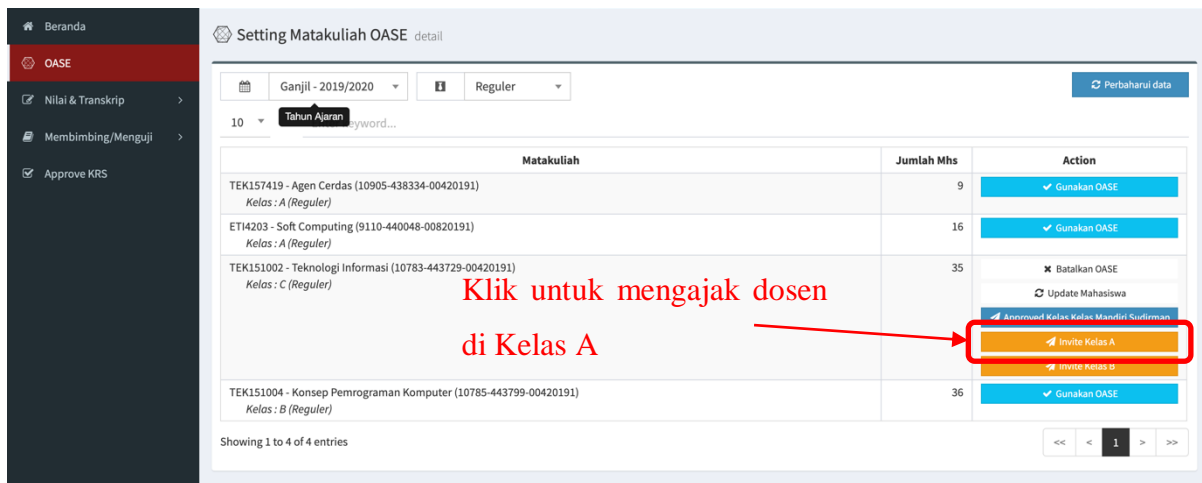 Beranda
Setting Matakuliah OASE detail
OASE
Nilai & Transkrip
Membimbing/Menguji
Approve KRS
Ganjil - 2019/2020
Reguler
Perbaharui data
Tahun Ajaran
10
eyword...
Matakuliah Jumlah Mhs Action
TEK157419 - Agen Cerdas (10905-438334-00420191) 9 Gunakan OASE
Kelas : A (Reguler)
ETI4203 - Soft Computing (9110-440048-00820191) 16 Gunakan OASE
Kelas : A (Reguler)
TEK151002 - Teknologi Informasi (10783-443729-00420191) 35 Batalkan OASE
Kelas : C (Reguler)
Update Mahasiswa
Approved Kelas Kelas Mandiri Sudirman
Invite Kelas A
Invite Kelas B
Klik untuk mengajak dosen
di Kelas A
TEK151004 - Konsep Pemrograman Komputer (10785-443799-00420191) 36 Gunakan OASE
Kelas : B (Reguler)
Showing 1 to 4 of 4 entries
<< < 1 > >>